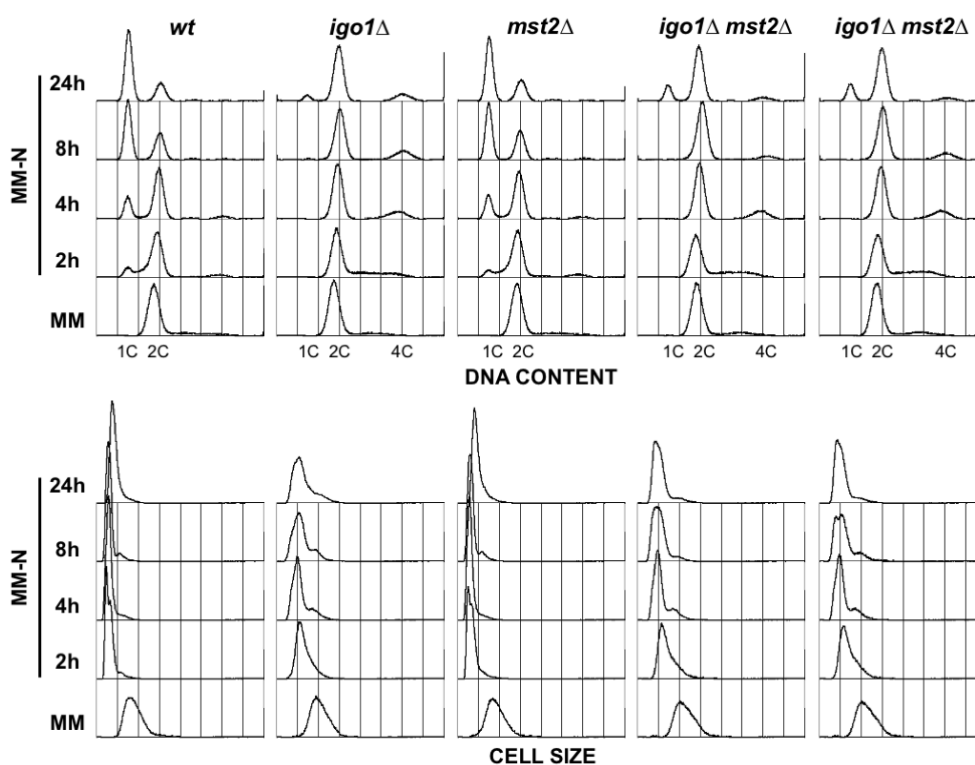 wt igo1Δ mst2Δ igo1Δ mst2Δ igo1Δ mst2Δ
24h
8h
MM-N
4h
2h
MM
1C 2C 1C 2C 4C 1C 2C 1C 2C 4C 1C 2C 4C
DNA CONTENT
24h
8h
MM-N
4h
2h
MM
CELL SIZE